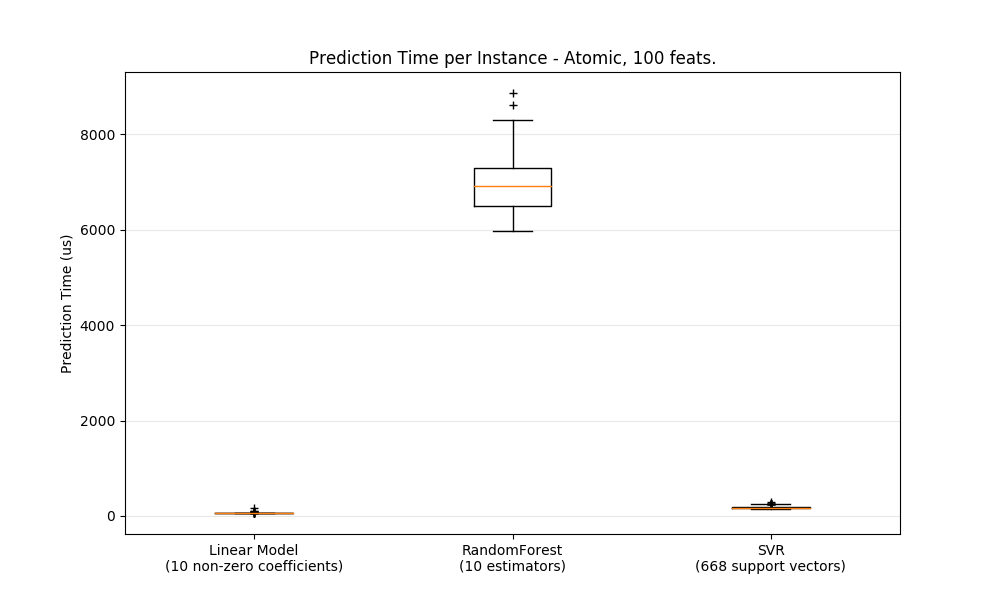 Prediction Time per Instance - Atomic, 100 feats.
Prediction Time (us)
8000
6000
4000
2000
0
Linear Model
(10 non-zero coefficients)
RandomForest
(10 estimators)
SVR
(668 support vectors)